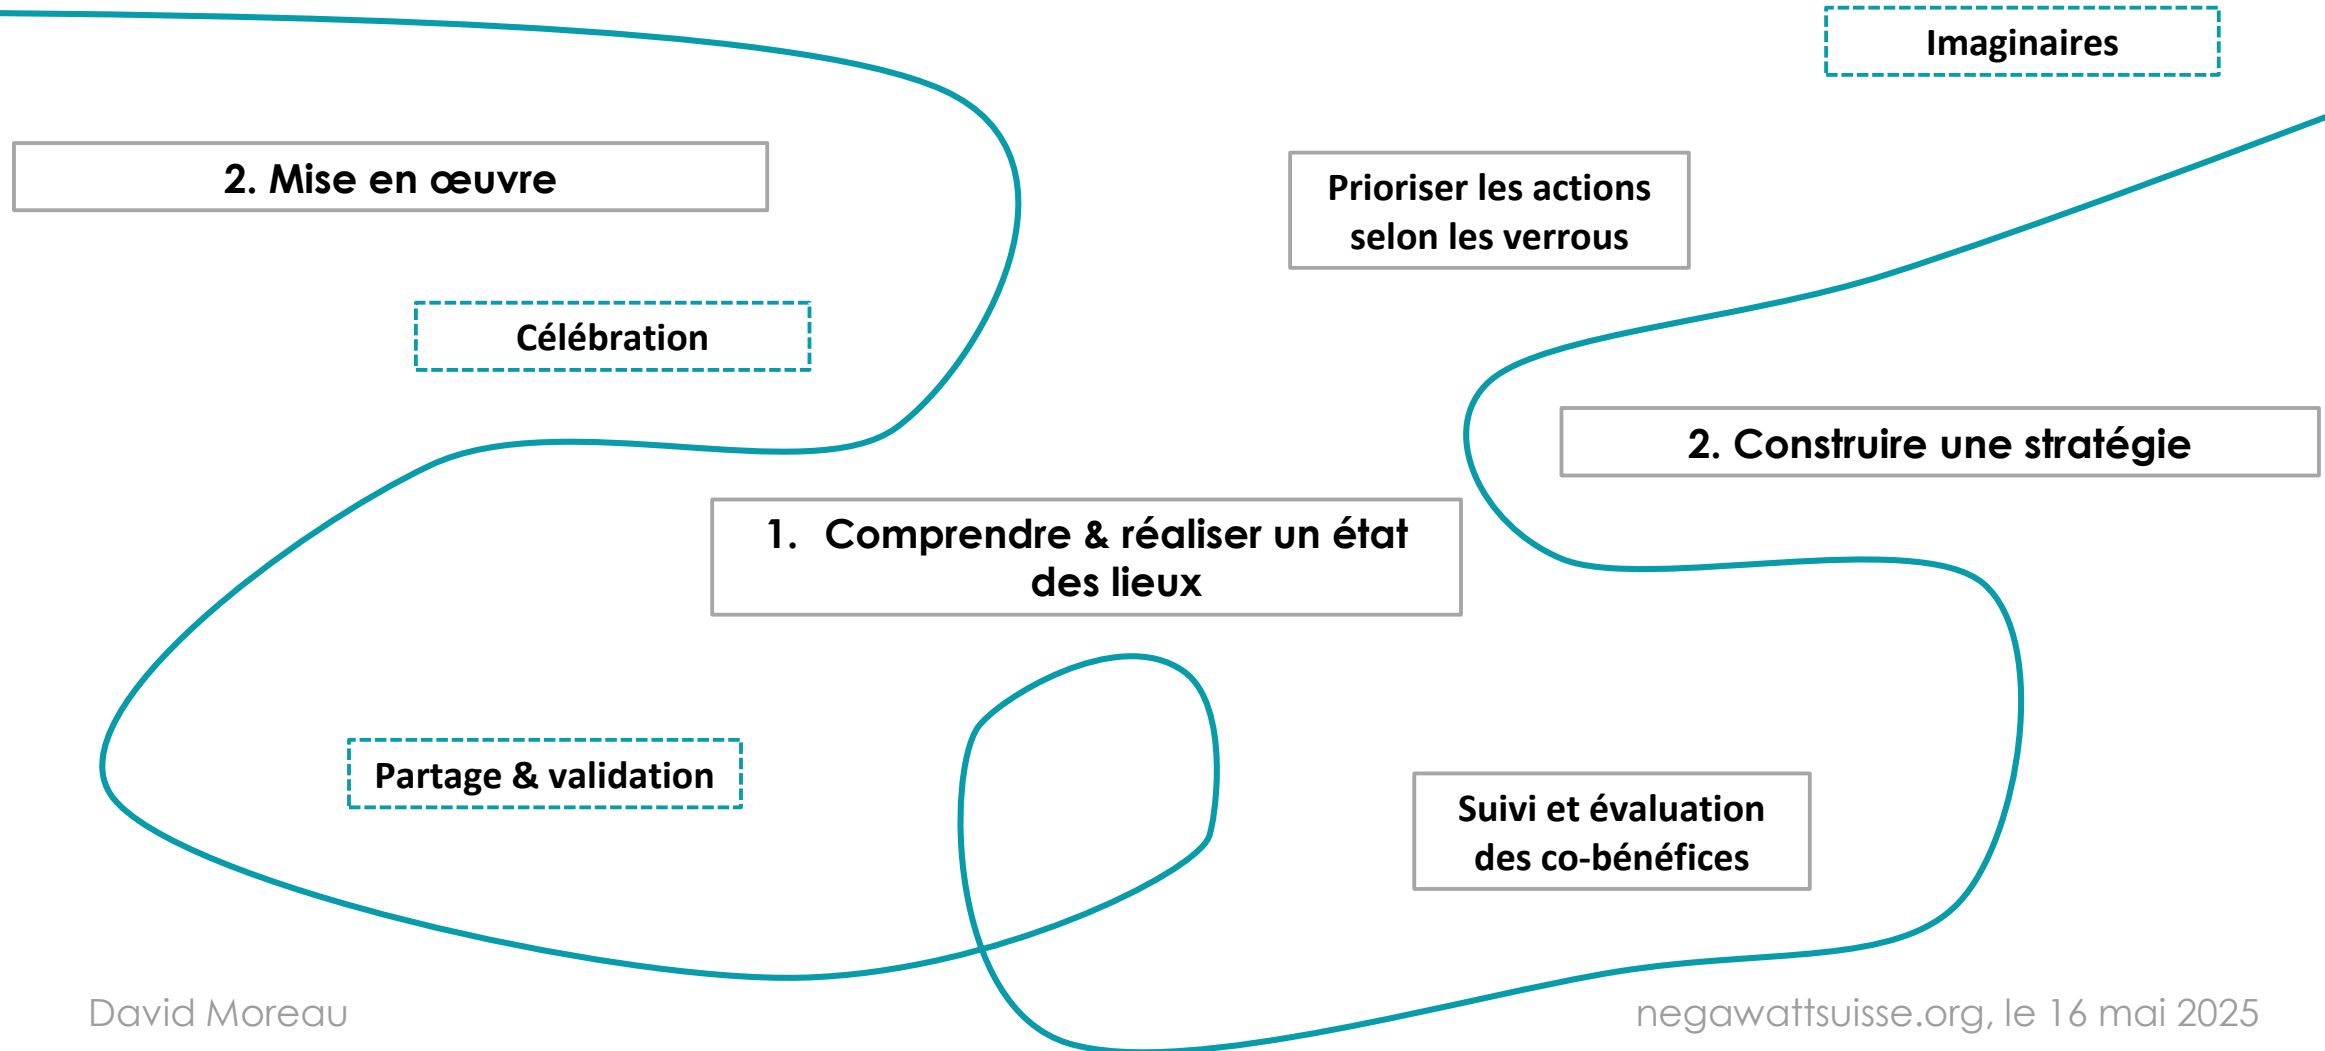 Imaginaires
2. Mise en œuvre
Prioriser les actions
selon les verrous
Célébration
2. Construire une stratégie
1. Comprendre & réaliser un état
des lieux
Partage & validation
Suivi et évaluation
des co-bénéfices
David Moreau
negawattsuisse.org, le 16 mai 2025